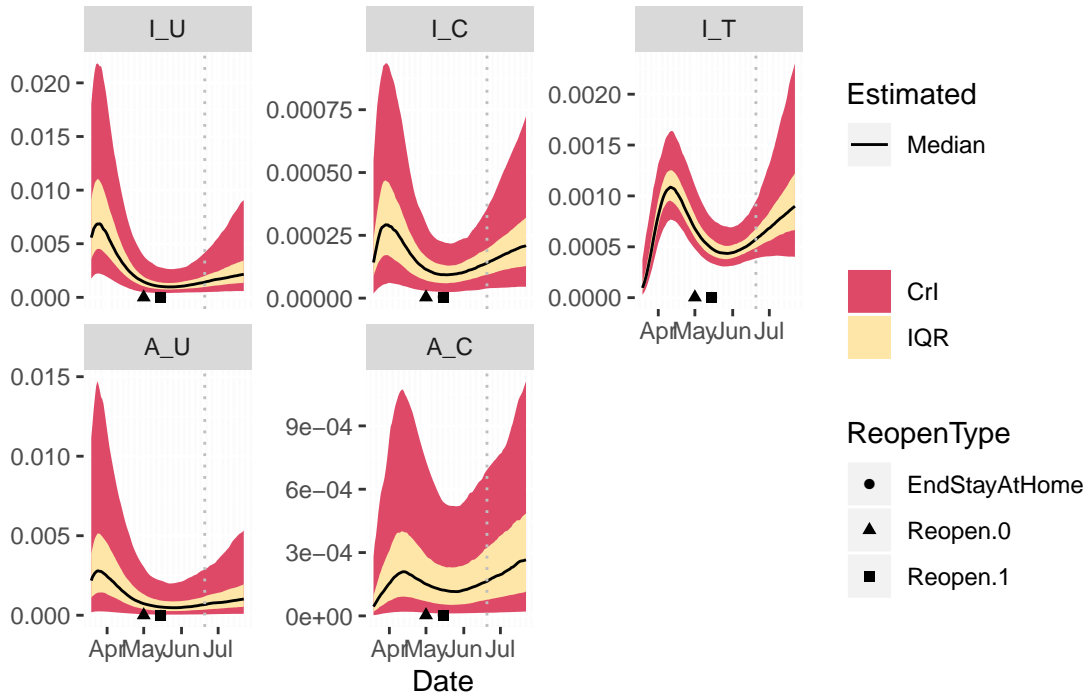 I_U
I_C
I_T
0.020
0.015
0.010
0.005
0.000
0.00075
0.00050
0.00025
0.00000
0.0020
0.0015
0.0010
0.0005
0.0000
Apr May Jun Jul
A_U
A_C
0.015
0.010
0.005
0.000
9e−04
6e−04
3e−04
0e+00
Apr May Jun Jul
Apr May Jun Jul
Date
Estimated
Median
CrI
IQR
ReopenType
EndStayAtHome
Reopen.0
Reopen.1